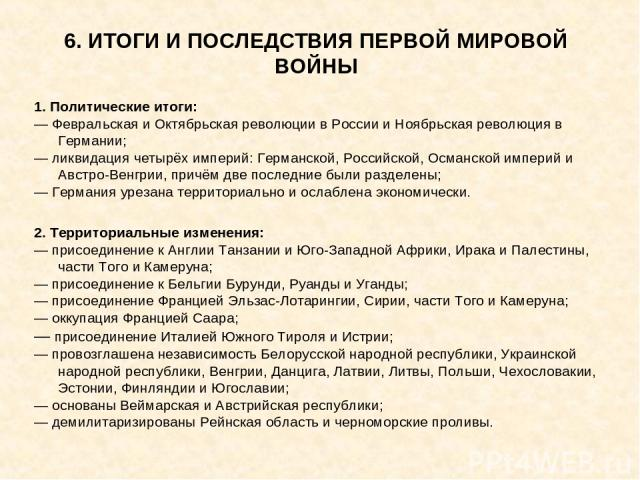 6. ИТОГИ И ПОСЛЕДСТВИЯ ПЕРВОЙ МИРОВОЙ
ВОЙНЫ
1. Политические итоги:
— Февральская и Октябрьская революции в России и Ноябрьская революция в
Германии;
— ликвидация четырёх империй: Германской, Российской, Османской империй и
Австро-Венгрии, причём две последние были разделены;
— Германия урезана территориально и ослаблена экономически.
2. Территориальные изменения:
— присоединение к Англии Танзании и Юго-Западной Африки, Ирака и Палестины,
части Того и Камеруна;
— присоединение к Бельгии Бурунди, Руанды и Уганды;
— присоединение Францией Эльзас-Лотарингии, Сирии, части Того и Камеруна;
— оккупация Францией Саара;
— присоединение Италией Южного Тироля и Истрии;
— провозглашена независимость Белорусской народной республики, Украинской
народной республики, Венгрии, Данцига, Латвии, Литвы, Польши, Чехословакии,
Эстонии, Финляндии и Югославии;
— основаны Веймарская и Австрийская республики;
— демилитаризированы Рейнская область и черноморские проливы.
PPt4WEB.ru